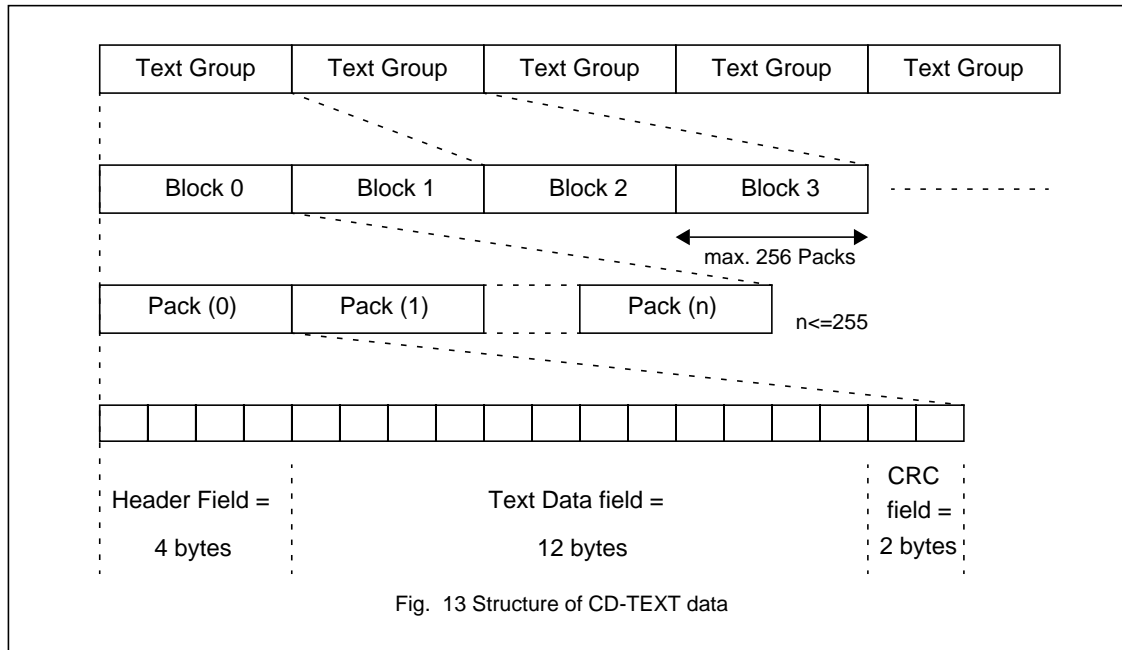 Text Group Text Group Text Group Text Group Text Group
Block 0 Block 1 Block 2 Block 3
max. 256 Packs
Pack (0) Pack (1) Pack (n)
n<=255
Header Field =
4 bytes
Text Data field =
12 bytes
CRC
field =
2 bytes
Fig. 13 Structure of CD-TEXT data